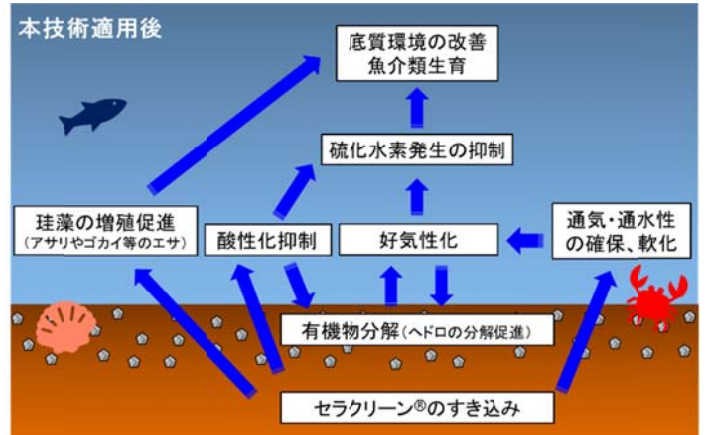 本技術適用後
底質環境の改善
魚介類生育
硫化水素発生の抑制
珪藻の増殖促進
(アサリやゴカイ等のエサ)
酸性化抑制
好気性化
通気・通水性
の確保、軟化
有機物分解(ヘドロの分解促進)
セラクリーン®のすき込み